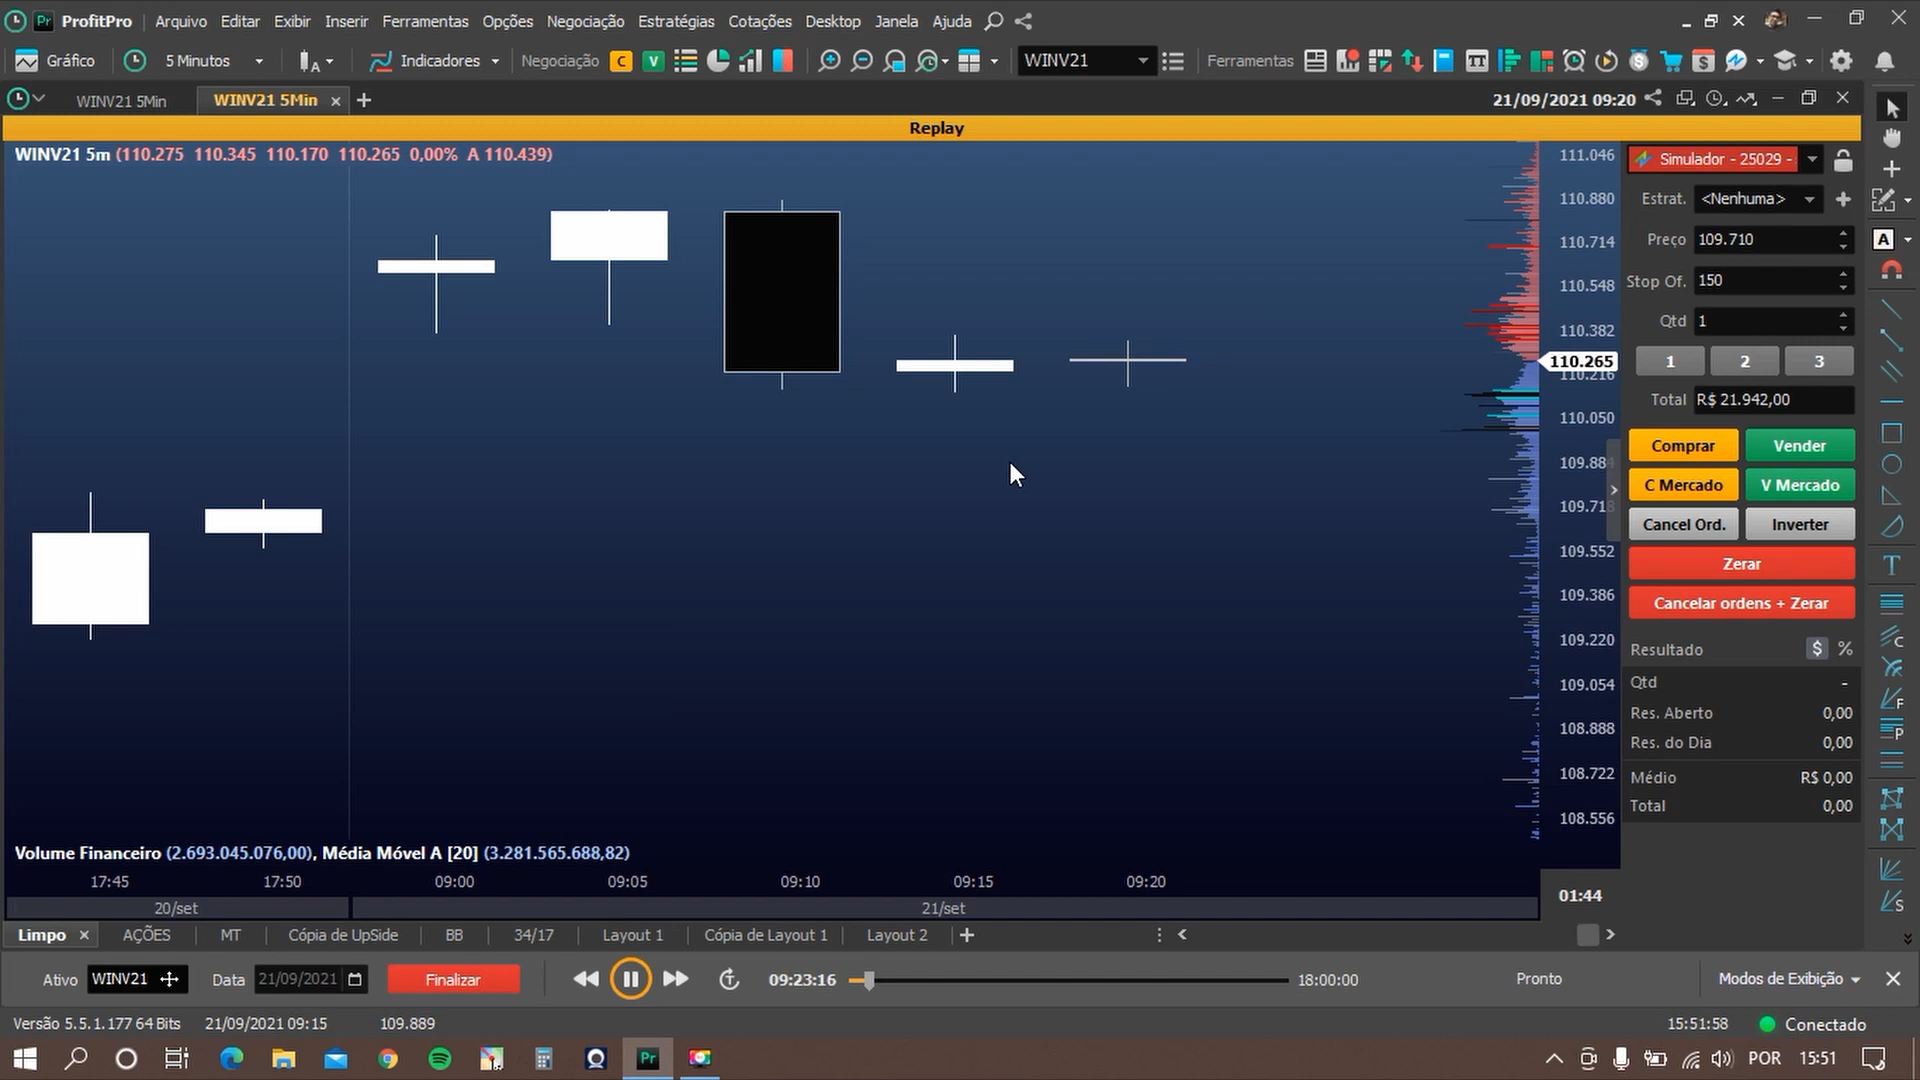 Pr ProfitPro Arquivo Editar Exibir Inserir Ferramentas Opções Negociação Estratégias Cotações Desktop Janela Ajuda
Gráfico 5 Minutos A Indicadores Negociação C V WINV21 Ferramentas TT $
WINV21 5Min WINV21 5Min 21/09/2021 09:20
Replay
WINV21 5m (110.275 110.345 110.170 110.265 0,00% A 110.439)
111.046
110.880
110.714
110.548
110.382
110.265
110.216
110.050
109.884
109.718
109.552
109.386
109.220
109.054
108.888
108.722
108.556
Simulador - 25029 -
Estrat. <Nenhuma>
Preço 109.710
Stop Of. 150
Qtd 1
1 2 3
Total R$ 21.942,00
Comprar Vender
C Mercado V Mercado
Cancel Ord. Inverter
Zerar
Cancelar ordens + Zerar
Resultado $ %
Qtd -
Res. Aberto 0,00
Res. do Dia 0,00
Médio R$ 0,00
Total 0,00
A
T
C
F
P
S
Volume Financeiro (2.693.045.076,00), Média Móvel A [20] (3.281.565.688,82)
17:45 17:50 09:00 09:05 09:10 09:15 09:20 01:44
20/set 21/set
Limpo AÇÕES MT Cópia de UpSide BB 34/17 Layout 1 Cópia de Layout 1 Layout 2
Ativo WINV21 Data 21/09/2021 Finalizar 09:23:16 18:00:00 Pronto Modos de Exibição
Versão 5.5.1.177 64 Bits 21/09/2021 09:15 109.889 15:51:58 Conectado
Pr POR 15:51